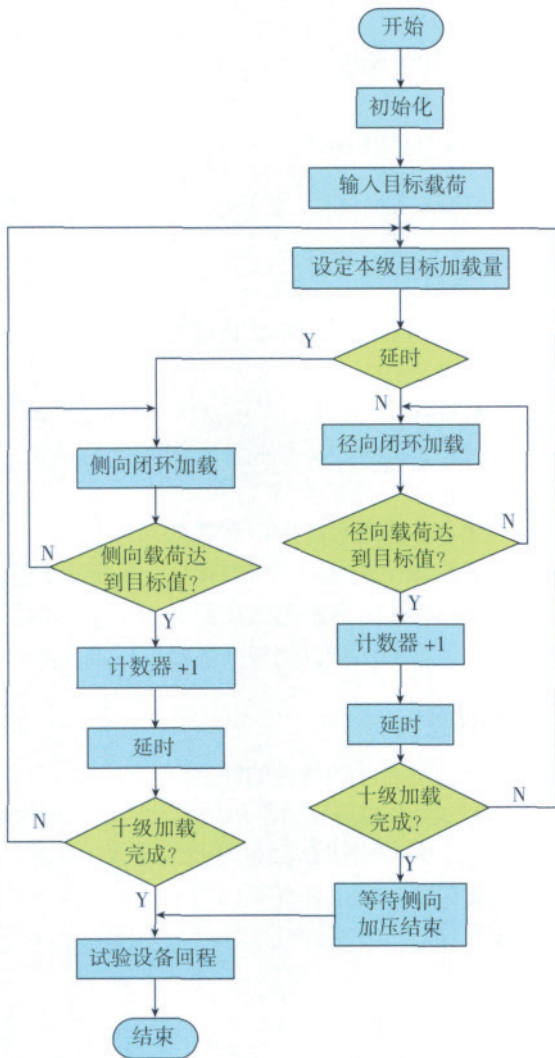 开始
初始化
输入目标载荷
设定本级目标加载量
Y
延时
N
侧向闭环加载
径向闭环加载
N
侧向载荷达
到目标值?
Y
径向载荷达
到目标值?
N
Y
计数器 +1
计数器 +1
延时
延时
N
十级加载
完成?
Y
十级加载
完成?
N
Y
等待侧向
加压结束
试验设备回程
结束